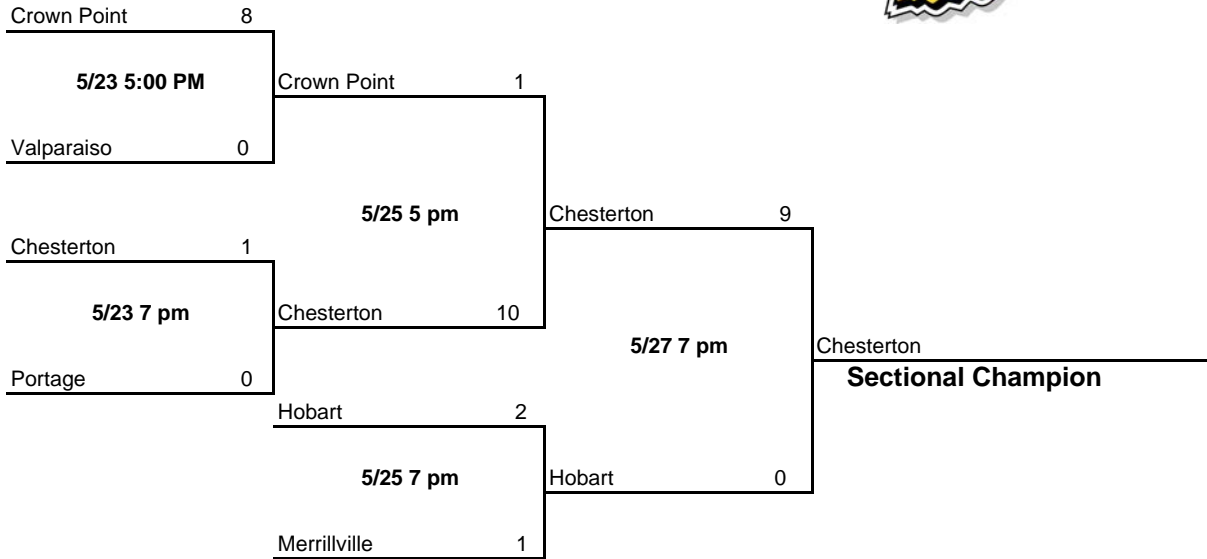 Crown Point 8
5/23 5:00 PM
Crown Point 1
Valparaiso 0
5/25 5 pm
Chesterton 9
Chesterton 1
5/23 7 pm
Chesterton 10
5/27 7 pm
Chesterton
Portage 0
Sectional Champion
Hobart 2
5/25 7 pm
Hobart 0
Merrillville 1